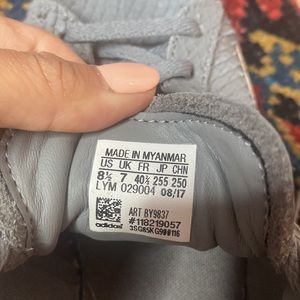 MADE IN MYANMAR
US UK FR JP CHN
8½ 7 40⅔ 255 250
LYM 029004 08/17
ART BY9837
#118219057
adidas